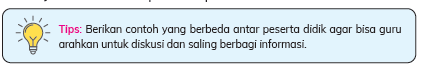 Tips: Berikan contoh yang berbeda antar peserta didik agar bisa guru
arahkan untuk diskusi dan saling berbagi informasi.